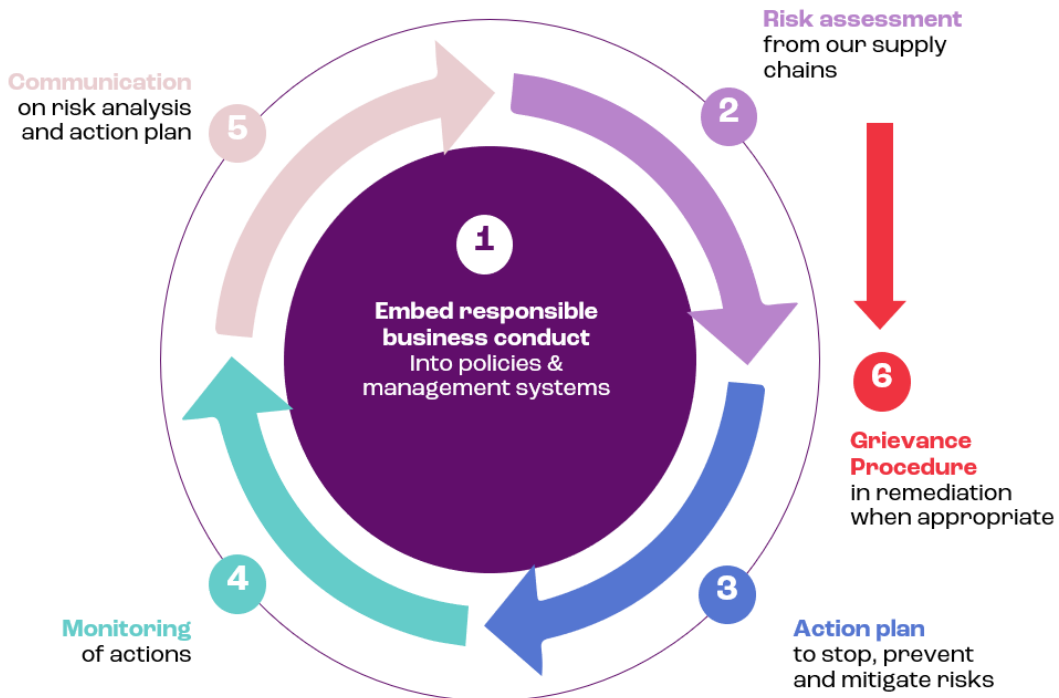 1
Embed responsible
business conduct
Into policies &
management systems
2
Risk assessment
from our supply
chains
3
Action plan
to stop, prevent
and mitigate risks
4
Monitoring
of actions
5
Communication
on risk analysis
and action plan
6
Grievance
Procedure
in remediation
when appropriate